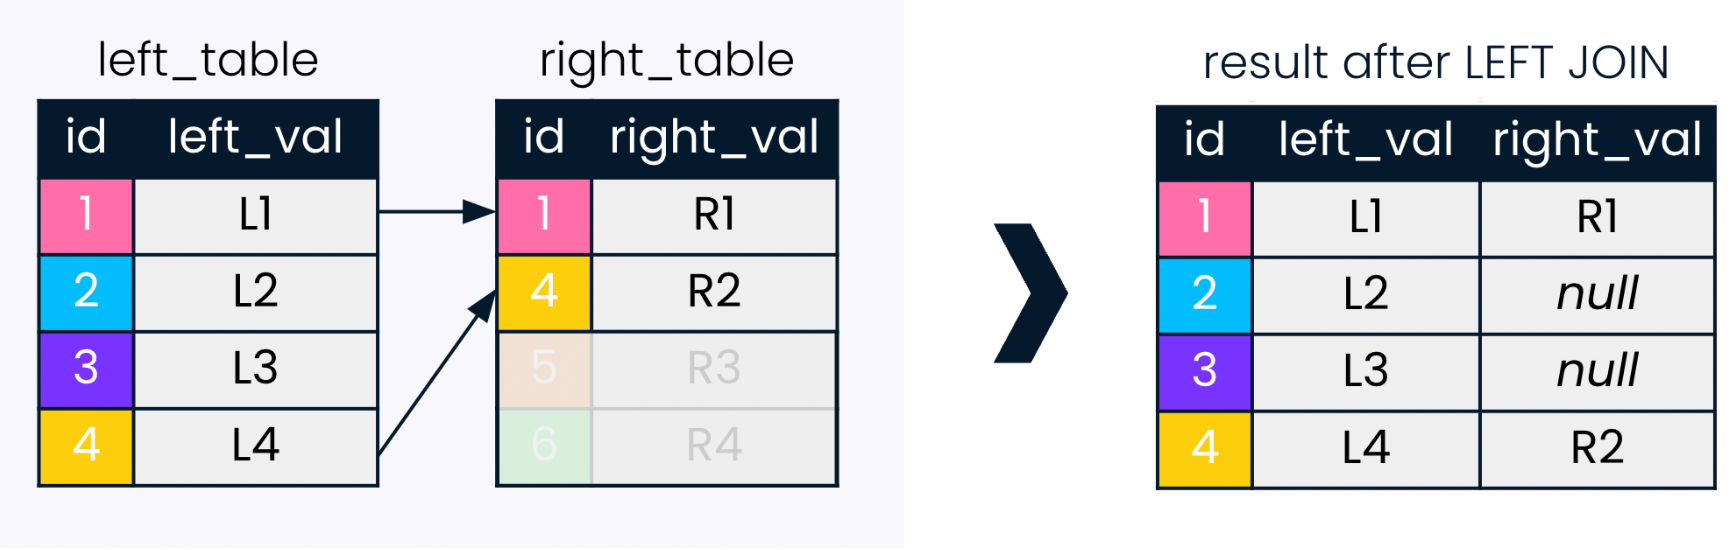 left_table
id left_val
1 L1
2 L2
3 L3
4 L4
right_table
id right_val
1 R1
4 R2
5 R3
6 R4
result after LEFT JOIN
id left_val right_val
1 L1 R1
2 L2 null
3 L3 null
4 L4 R2